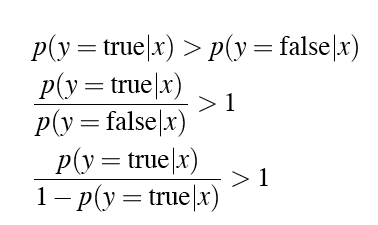 p(y = true|x) > p(y = false|x)
p(y = true|x)
p(y = false|x) > 1
p(y = true|x)
1 − p(y = true|x) > 1